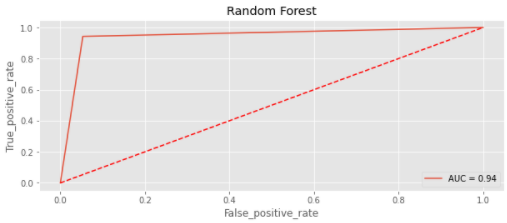 Random Forest
True_positive_rate
1.0
0.8
0.6
0.4
0.2
0.0
AUC = 0.94
0.0 0.2 0.4 0.6 0.8 1.0
False_positive_rate